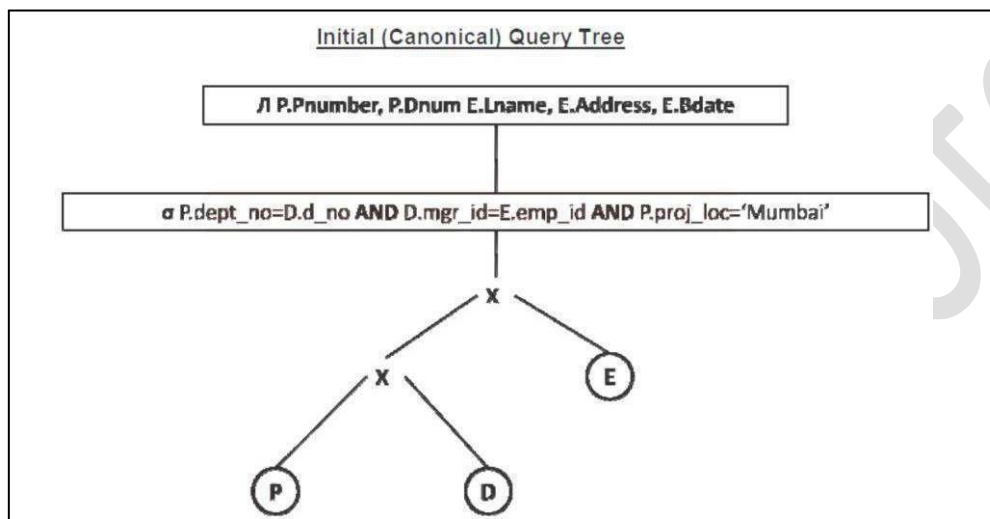 Initial (Canonical) Query Tree
Л P.Pnumber, P.Dnum E.Lname, E.Address, E.Bdate
σ P.dept_no=D.d_no AND D.mgr_id=E.emp_id AND P.proj_loc=‘Mumbai’
X
X
E
P
D